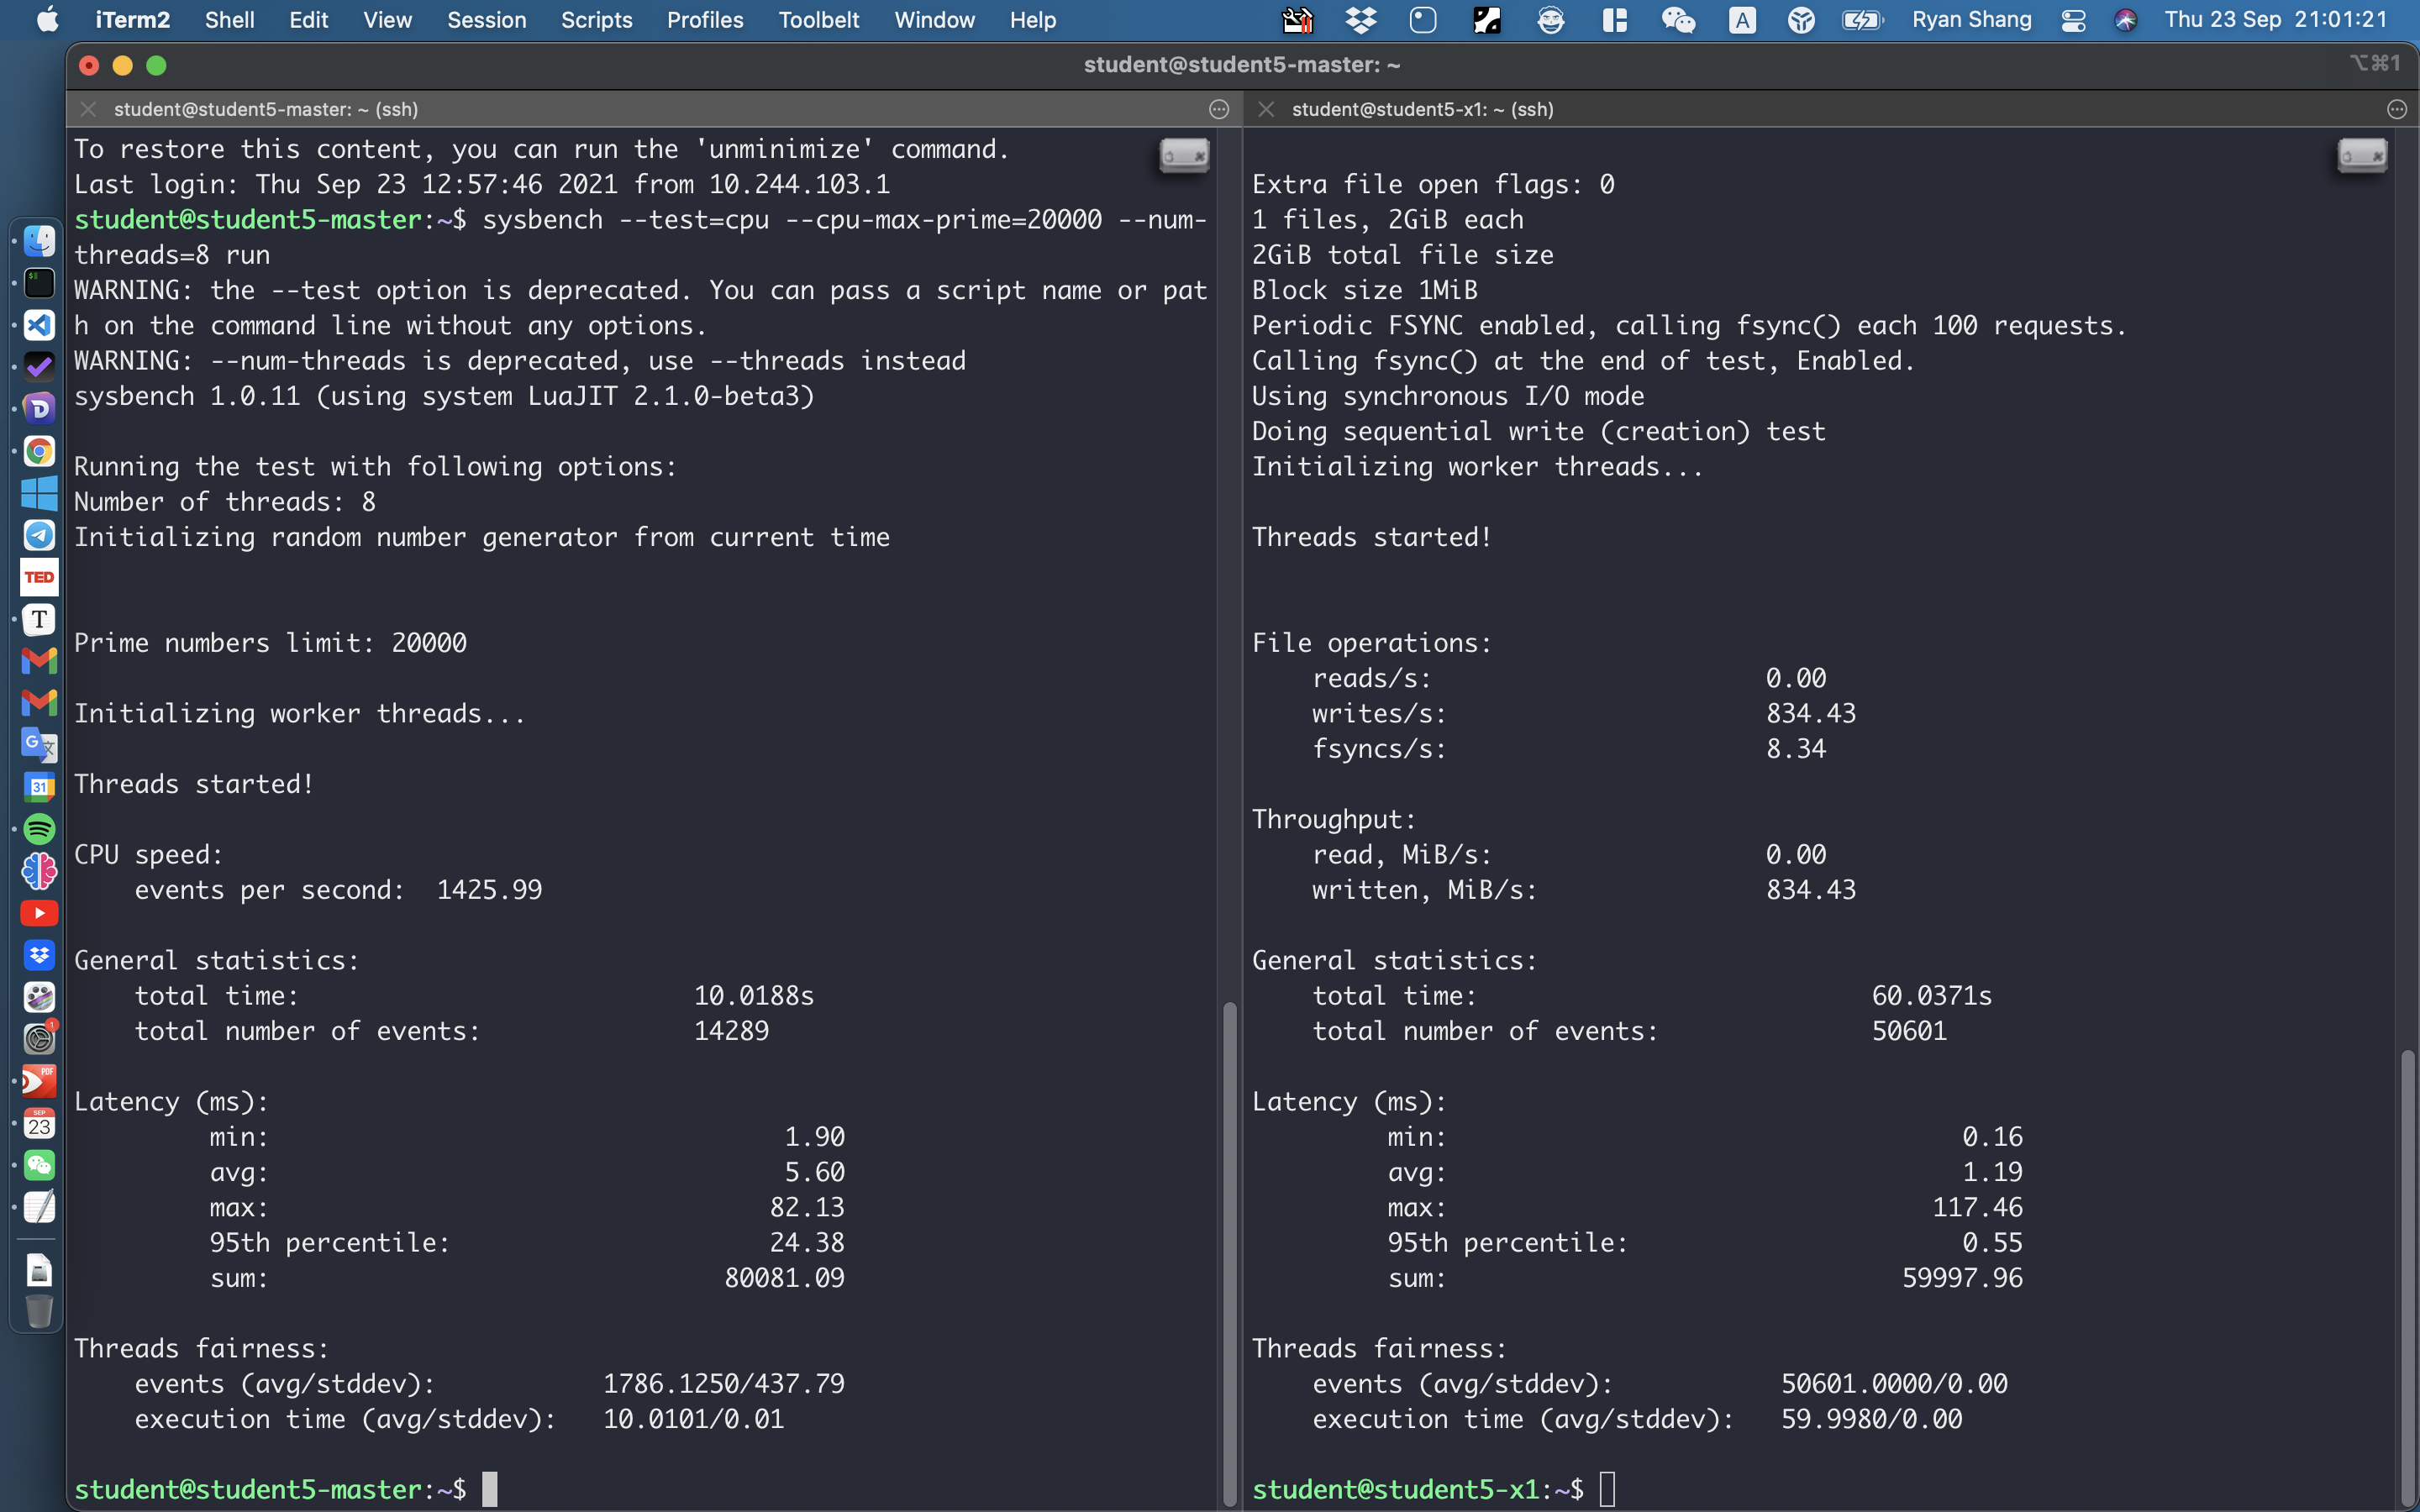 iTerm2 Shell Edit View Session Scripts Profiles Toolbelt Window Help A Ryan Shang Thu 23 Sep 21:01:21
student@student5-master: ~ ⌥⌘1
student@student5-master: ~ (ssh)
To restore this content, you can run the 'unminimize' command.
Last login: Thu Sep 23 12:57:46 2021 from 10.244.103.1
student@student5-master:~$ sysbench --test=cpu --cpu-max-prime=20000 --num-
threads=8 run
WARNING: the --test option is deprecated. You can pass a script name or pat
h on the command line without any options.
WARNING: --num-threads is deprecated, use --threads instead
sysbench 1.0.11 (using system LuaJIT 2.1.0-beta3)
Running the test with following options:
Number of threads: 8
Initializing random number generator from current time
Prime numbers limit: 20000
Initializing worker threads...
Threads started!
CPU speed:
events per second: 1425.99
General statistics:
total time: 10.0188s
total number of events: 14289
Latency (ms):
min: 1.90
avg: 5.60
max: 82.13
95th percentile: 24.38
sum: 80081.09
Threads fairness:
events (avg/stddev): 1786.1250/437.79
execution time (avg/stddev): 10.0101/0.01
student@student5-master:~$
student@student5-x1: ~ (ssh)
Extra file open flags: 0
1 files, 2GiB each
2GiB total file size
Block size 1MiB
Periodic FSYNC enabled, calling fsync() each 100 requests.
Calling fsync() at the end of test, Enabled.
Using synchronous I/O mode
Doing sequential write (creation) test
Initializing worker threads...
Threads started!
File operations:
reads/s: 0.00
writes/s: 834.43
fsyncs/s: 8.34
Throughput:
read, MiB/s: 0.00
written, MiB/s: 834.43
General statistics:
total time: 60.0371s
total number of events: 50601
Latency (ms):
min: 0.16
avg: 1.19
max: 117.46
95th percentile: 0.55
sum: 59997.96
Threads fairness:
events (avg/stddev): 50601.0000/0.00
execution time (avg/stddev): 59.9980/0.00
student@student5-x1:~$
TED
T
G
31
1
PDF
SEP
23